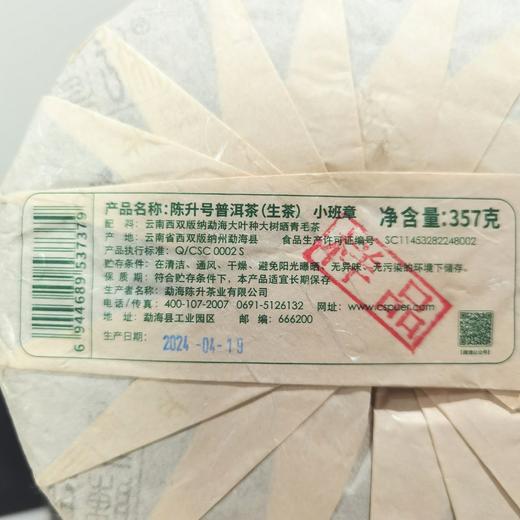 产品名称：陈升号普洱茶（生茶） 小班章 净含量：357克
配 料：云南西双版纳勐海大叶种大树晒青毛茶
产 地：云南省西双版纳州勐海县 食品生产许可证编号：SC11453282248002
产品执行标准：Q/CSC 0002 S
贮存条件：在清洁、通风、干燥、避免阳光曝晒、无异味、无污染的环境下储存。
保质期：符合贮存条件下，本产品适宜长期保存
生产者名称：勐海陈升茶业有限公司
电话/传真：400-107-2007 0691-5126132 www.cspuer.com
地 址：勐海县工业园区 邮 编：666200
生产日期：2024-04-19
样品
6944689537379